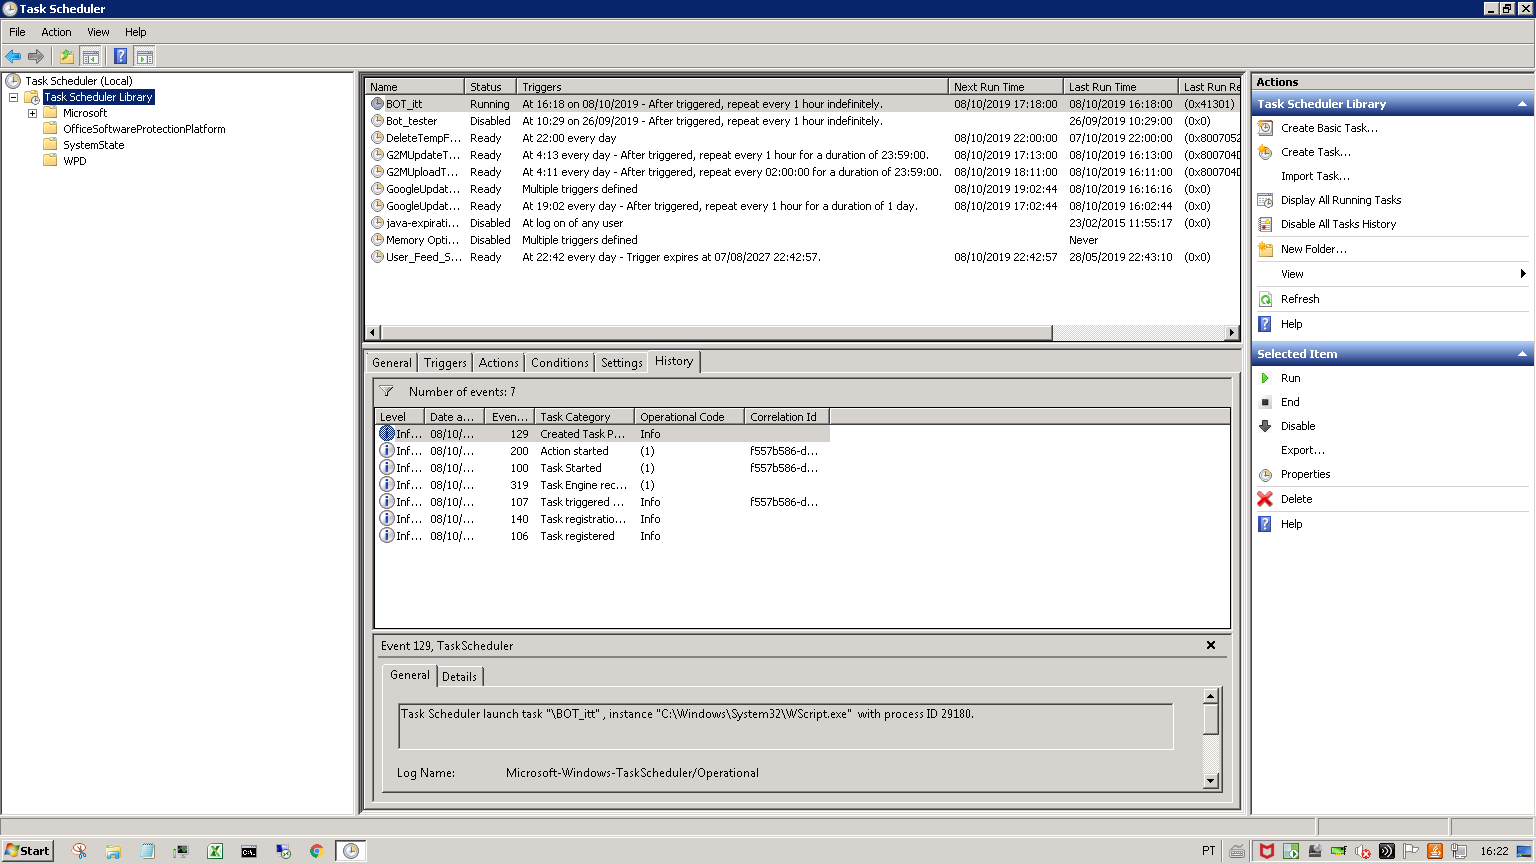 Task Scheduler
File Action View Help
Task Scheduler (Local)
Task Scheduler Library
Microsoft
OfficeSoftwareProtectionPlatform
SystemState
WPD
Name Status Triggers Next Run Time Last Run Time Last Run Re
BOT_itt Running At 16:18 on 08/10/2019 - After triggered, repeat every 1 hour indefinitely. 08/10/2019 17:18:00 08/10/2019 16:18:00 (0x41301)
Bot_tester Disabled At 10:29 on 26/09/2019 - After triggered, repeat every 1 hour indefinitely. 26/09/2019 10:29:00 (0x0)
DeleteTempF... Ready At 22:00 every day 08/10/2019 22:00:00 07/10/2019 22:00:00 (0x8007052
G2MUpdateT... Ready At 4:13 every day - After triggered, repeat every 1 hour for a duration of 23:59:00. 08/10/2019 17:13:00 08/10/2019 16:13:00 (0x800704D
G2MUploadT... Ready At 4:11 every day - After triggered, repeat every 02:00:00 for a duration of 23:59:00. 08/10/2019 18:11:00 08/10/2019 16:11:00 (0x800704D
GoogleUpdat... Ready Multiple triggers defined 08/10/2019 19:02:44 08/10/2019 16:16:16 (0x0)
GoogleUpdat... Ready At 19:02 every day - After triggered, repeat every 1 hour for a duration of 1 day. 08/10/2019 17:02:44 08/10/2019 16:02:44 (0x0)
java-expirati... Disabled At log on of any user 23/02/2015 11:55:17 (0x0)
Memory Opti... Disabled Multiple triggers defined Never
User_Feed_S... Ready At 22:42 every day - Trigger expires at 07/08/2027 22:42:57. 08/10/2019 22:42:57 28/05/2019 22:43:10 (0x0)
General Triggers Actions Conditions Settings History
Number of events: 7
Level Date a... Even... Task Category Operational Code Correlation Id
Inf... 08/10/... 129 Created Task P... Info
Inf... 08/10/... 200 Action started (1) f557b586-d...
Inf... 08/10/... 100 Task Started (1) f557b586-d...
Inf... 08/10/... 319 Task Engine rec... (1)
Inf... 08/10/... 107 Task triggered ... Info f557b586-d...
Inf... 08/10/... 140 Task registratio... Info
Inf... 08/10/... 106 Task registered Info
Event 129, TaskScheduler
General Details
Task Scheduler launch task "\BOT_itt" , instance "C:\Windows\System32\WScript.exe" with process ID 29180.
Log Name: Microsoft-Windows-TaskScheduler/Operational
Actions
Task Scheduler Library
Create Basic Task...
Create Task...
Import Task...
Display All Running Tasks
Disable All Tasks History
New Folder...
View
Refresh
Help
Selected Item
Run
End
Disable
Export...
Properties
Delete
Help
Start
PT
16:22